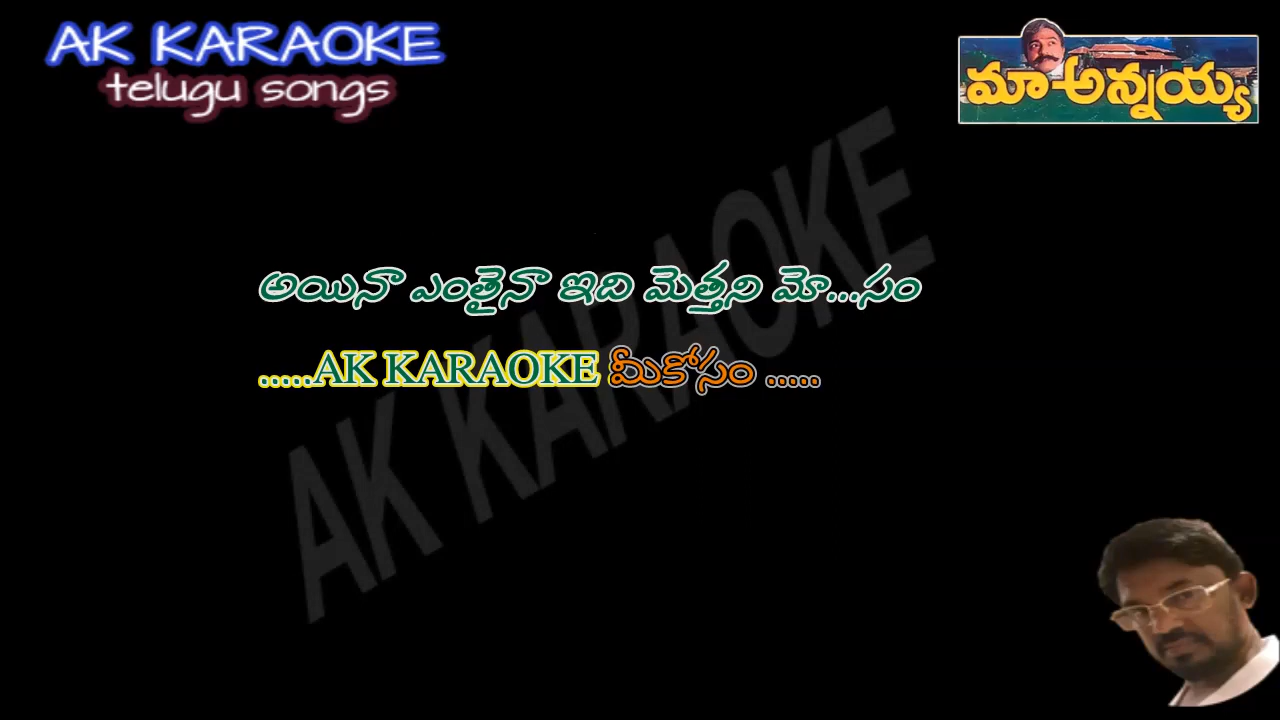 AK KARAOKE
telugu songs
మా అన్నయ్య
AK KARAOKE
అయినా ఎంతైనా ఇది మెత్తని మో...సం
.....AK KARAOKE మీకోసం .....